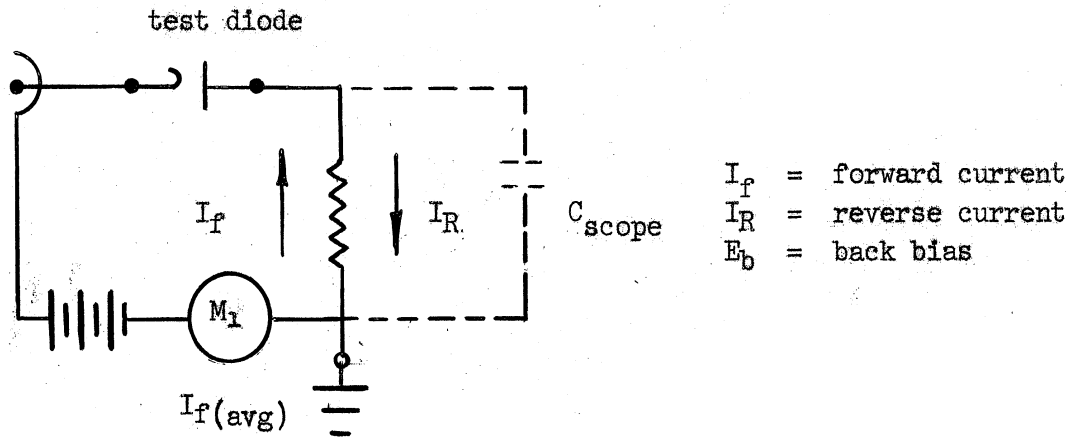 test diode
I_f
I_R
C_scope
I_f = forward current
I_R = reverse current
E_b = back bias
M_1
I_f(avg)